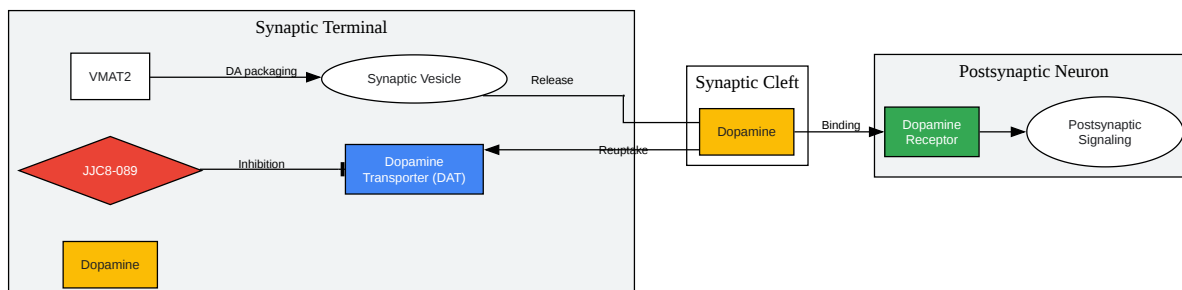 Synaptic Terminal
VMAT2
DA packaging
Synaptic Vesicle
Release
Synaptic Cleft
Dopamine
Binding
Postsynaptic Neuron
Dopamine
Receptor
Postsynaptic
Signaling
JJC8-089
Inhibition
Dopamine
Transporter (DAT)
Reuptake
Dopamine